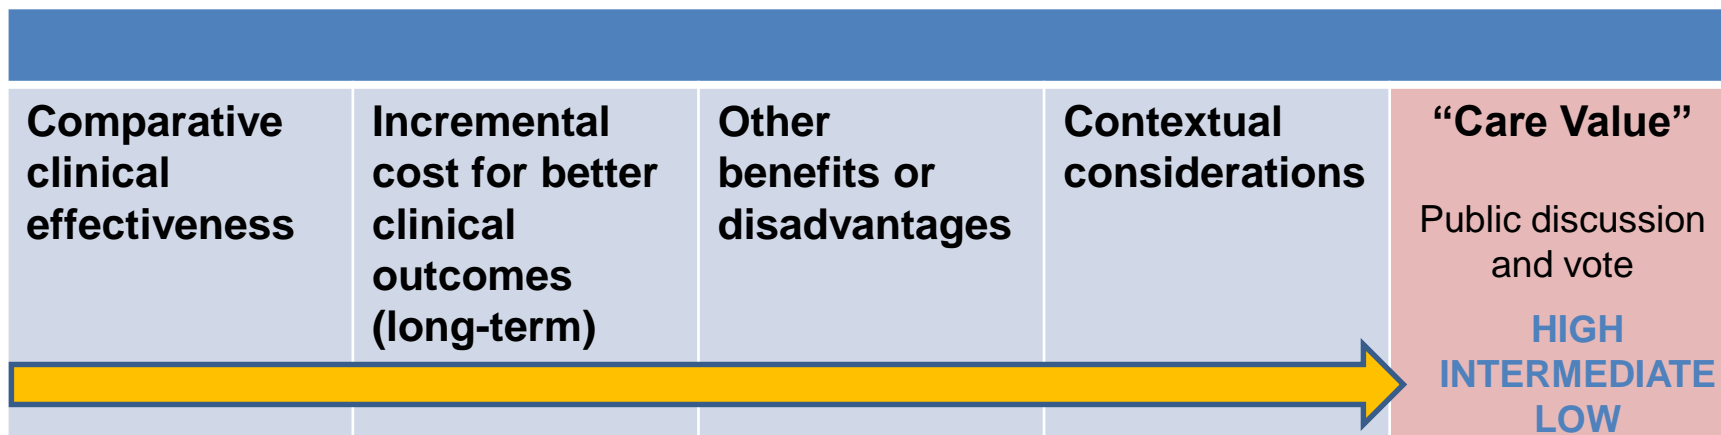 Comparative
clinical
effectiveness
Incremental
cost for better
clinical
outcomes
(long-term)
Other
benefits or
disadvantages
Contextual
considerations
“Care Value”
Public discussion
and vote
HIGH
INTERMEDIATE
LOW